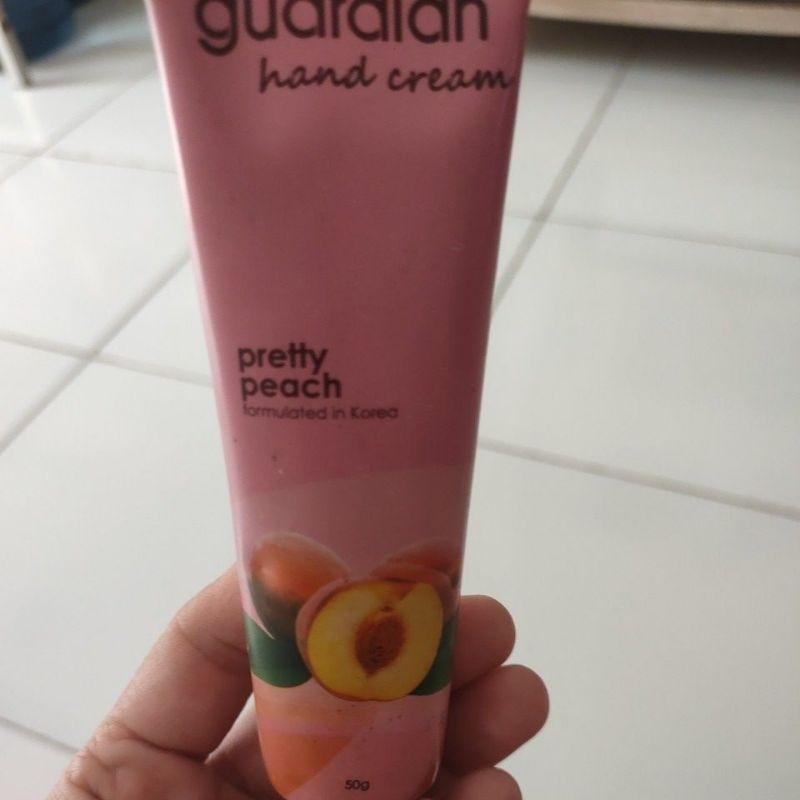 guardian
hand cream
pretty
peach
formulated in Korea
50g